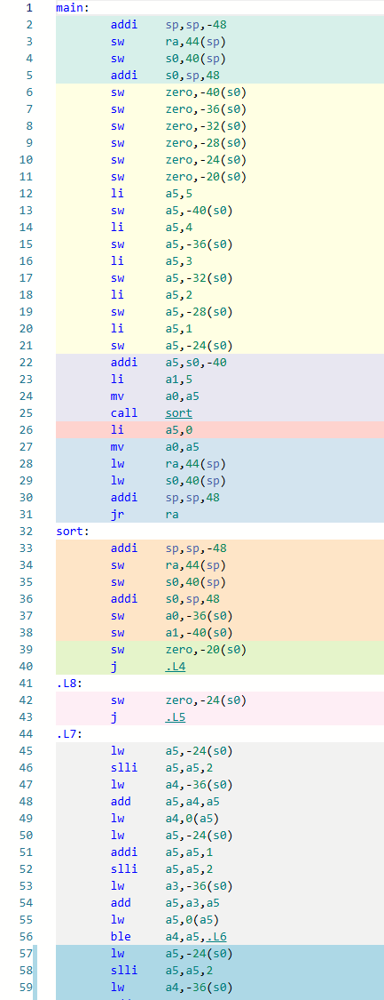 1 main:
2 addi sp,sp,-48
3 sw ra,44(sp)
4 sw s0,40(sp)
5 addi s0,sp,48
6 sw zero,-40(s0)
7 sw zero,-36(s0)
8 sw zero,-32(s0)
9 sw zero,-28(s0)
10 sw zero,-24(s0)
11 sw zero,-20(s0)
12 li a5,5
13 sw a5,-40(s0)
14 li a5,4
15 sw a5,-36(s0)
16 li a5,3
17 sw a5,-32(s0)
18 li a5,2
19 sw a5,-28(s0)
20 li a5,1
21 sw a5,-24(s0)
22 addi a5,s0,-40
23 li a1,5
24 mv a0,a5
25 call sort
26 li a5,0
27 mv a0,a5
28 lw ra,44(sp)
29 lw s0,40(sp)
30 addi sp,sp,48
31 jr ra
32 sort:
33 addi sp,sp,-48
34 sw ra,44(sp)
35 sw s0,40(sp)
36 addi s0,sp,48
37 sw a0,-36(s0)
38 sw a1,-40(s0)
39 sw zero,-20(s0)
40 j .L4
41 .L8:
42 sw zero,-24(s0)
43 j .L5
44 .L7:
45 lw a5,-24(s0)
46 slli a5,a5,2
47 lw a4,-36(s0)
48 add a5,a4,a5
49 lw a4,0(a5)
50 lw a5,-24(s0)
51 addi a5,a5,1
52 slli a5,a5,2
53 lw a3,-36(s0)
54 add a5,a3,a5
55 lw a5,0(a5)
56 ble a4,a5,.L6
57 lw a5,-24(s0)
58 slli a5,a5,2
59 lw a4,-36(s0)